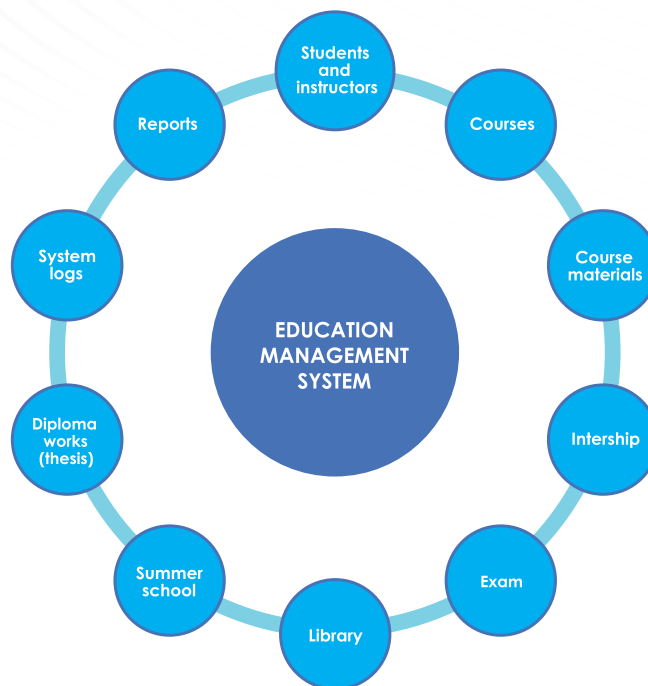 Students
and
instructors
Courses
Course
materials
Intership
Exam
Library
Summer
school
Diploma
works
(thesis)
System
logs
Reports
EDUCATION
MANAGEMENT
SYSTEM